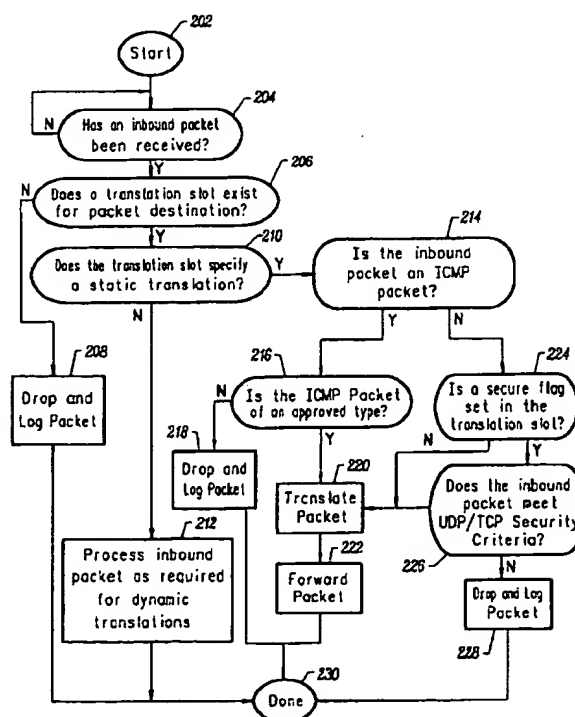 202
Start
N
204
Has an inbound packet
been received?
Y
206
N
Does a translation slot exist
for packet destination?
Y
210
Does the translation slot specify
a static translation?
Y
N
214
Is the inbound
packet an ICMP
packet?
Y
N
208
Drop and
Log Packet
216
Is the ICMP Packet
of an approved type?
N
Y
218
Drop and
Log Packet
224
Is a secure flag
set in the
translation slot?
N
Y
220
Translate
Packet
Does the inbound
packet meet
UDP/TCP Security
Criteria?
226
N
222
Forward
Packet
212
Process inbound
packet as required
for dynamic
translations
Drop and Log
Packet
228
230
Done